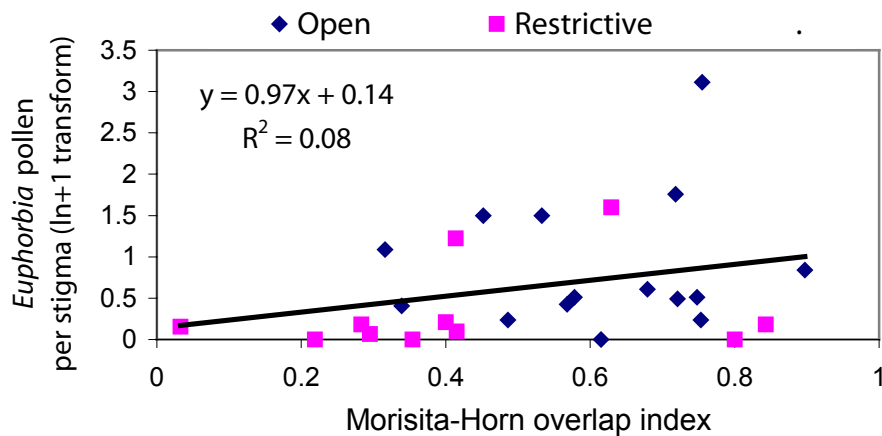 Open Restrictive .
3.5
3
2.5
2
1.5
1
0.5
0
Euphorbia pollen
per stigma (ln+1 transform)
y = 0.97x + 0.14
R² = 0.08
0 0.2 0.4 0.6 0.8 1
Morisita-Horn overlap index